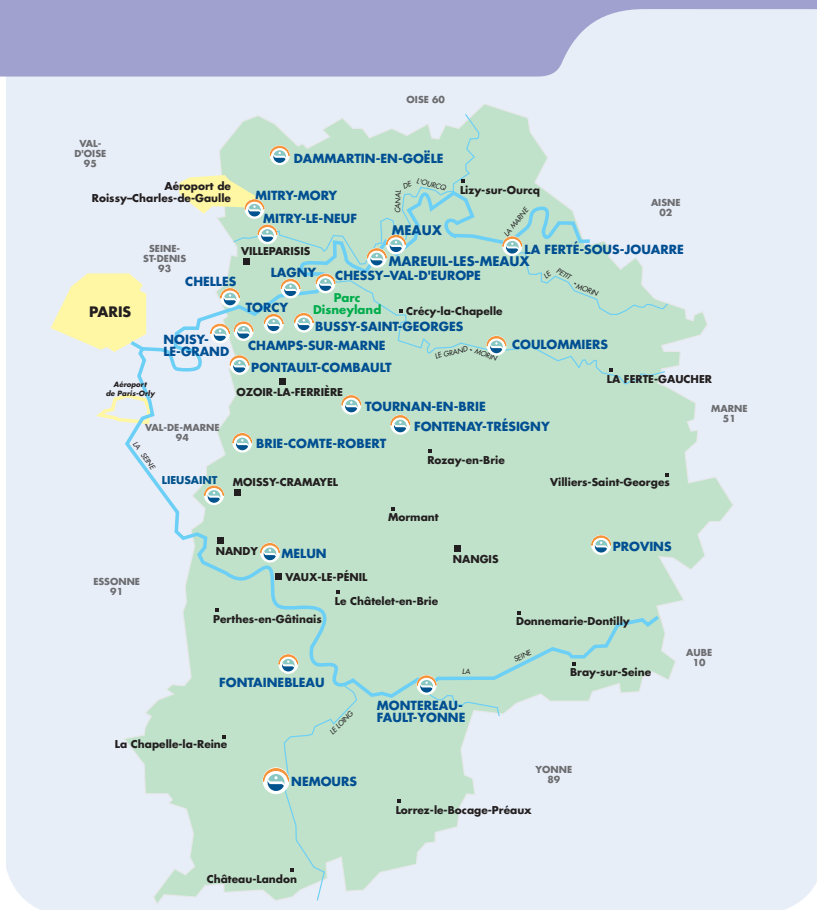 OISE 60
VAL-
D'OISE
95
DAMMARTIN-EN-GOËLE
Aéroport de
Roissy–Charles-de-Gaulle
MITRY-MORY
CANAL DE L'OURCQ
Lizy-sur-Ourcq
AISNE
02
MITRY-LE-NEUF
MEAUX
LA MARNE
SEINE-
ST-DENIS
93
VILLEPARISIS
MAREUIL-LES-MEAUX
LA FERTÉ-SOUS-JOUARRE
LAGNY
CHESSY–VAL-D'EUROPE
LE PETIT-MORIN
CHELLES
Parc
Disneyland
PARIS
TORCY
Crécy-la-Chapelle
BUSSY-SAINT-GEORGES
NOISY-
LE-GRAND
CHAMPS-SUR-MARNE
COULOMMIERS
LE GRAND-MORIN
PONTAULT-COMBAULT
LA FERTE-GAUCHER
Aéroport
de Paris-Orly
OZOIR-LA-FERRIÈRE
TOURNAN-EN-BRIE
MARNE
51
VAL-DE-MARNE
94
FONTENAY-TRÉSIGNY
BRIE-COMTE-ROBERT
LA SEINE
Rozay-en-Brie
LIEUSAINT
MOISSY-CRAMAYEL
Villiers-Saint-Georges
Mormant
NANDY
MELUN
NANGIS
PROVINS
VAUX-LE-PÉNIL
ESSONNE
91
Le Châtelet-en-Brie
Perthes-en-Gâtinais
Donnemarie-Dontilly
AUBE
10
LA SEINE
Bray-sur-Seine
FONTAINEBLEAU
MONTEREAU-
FAULT-YONNE
LE LOING
La Chapelle-la-Reine
YONNE
89
NEMOURS
Lorrez-le-Bocage-Préaux
Château-Landon